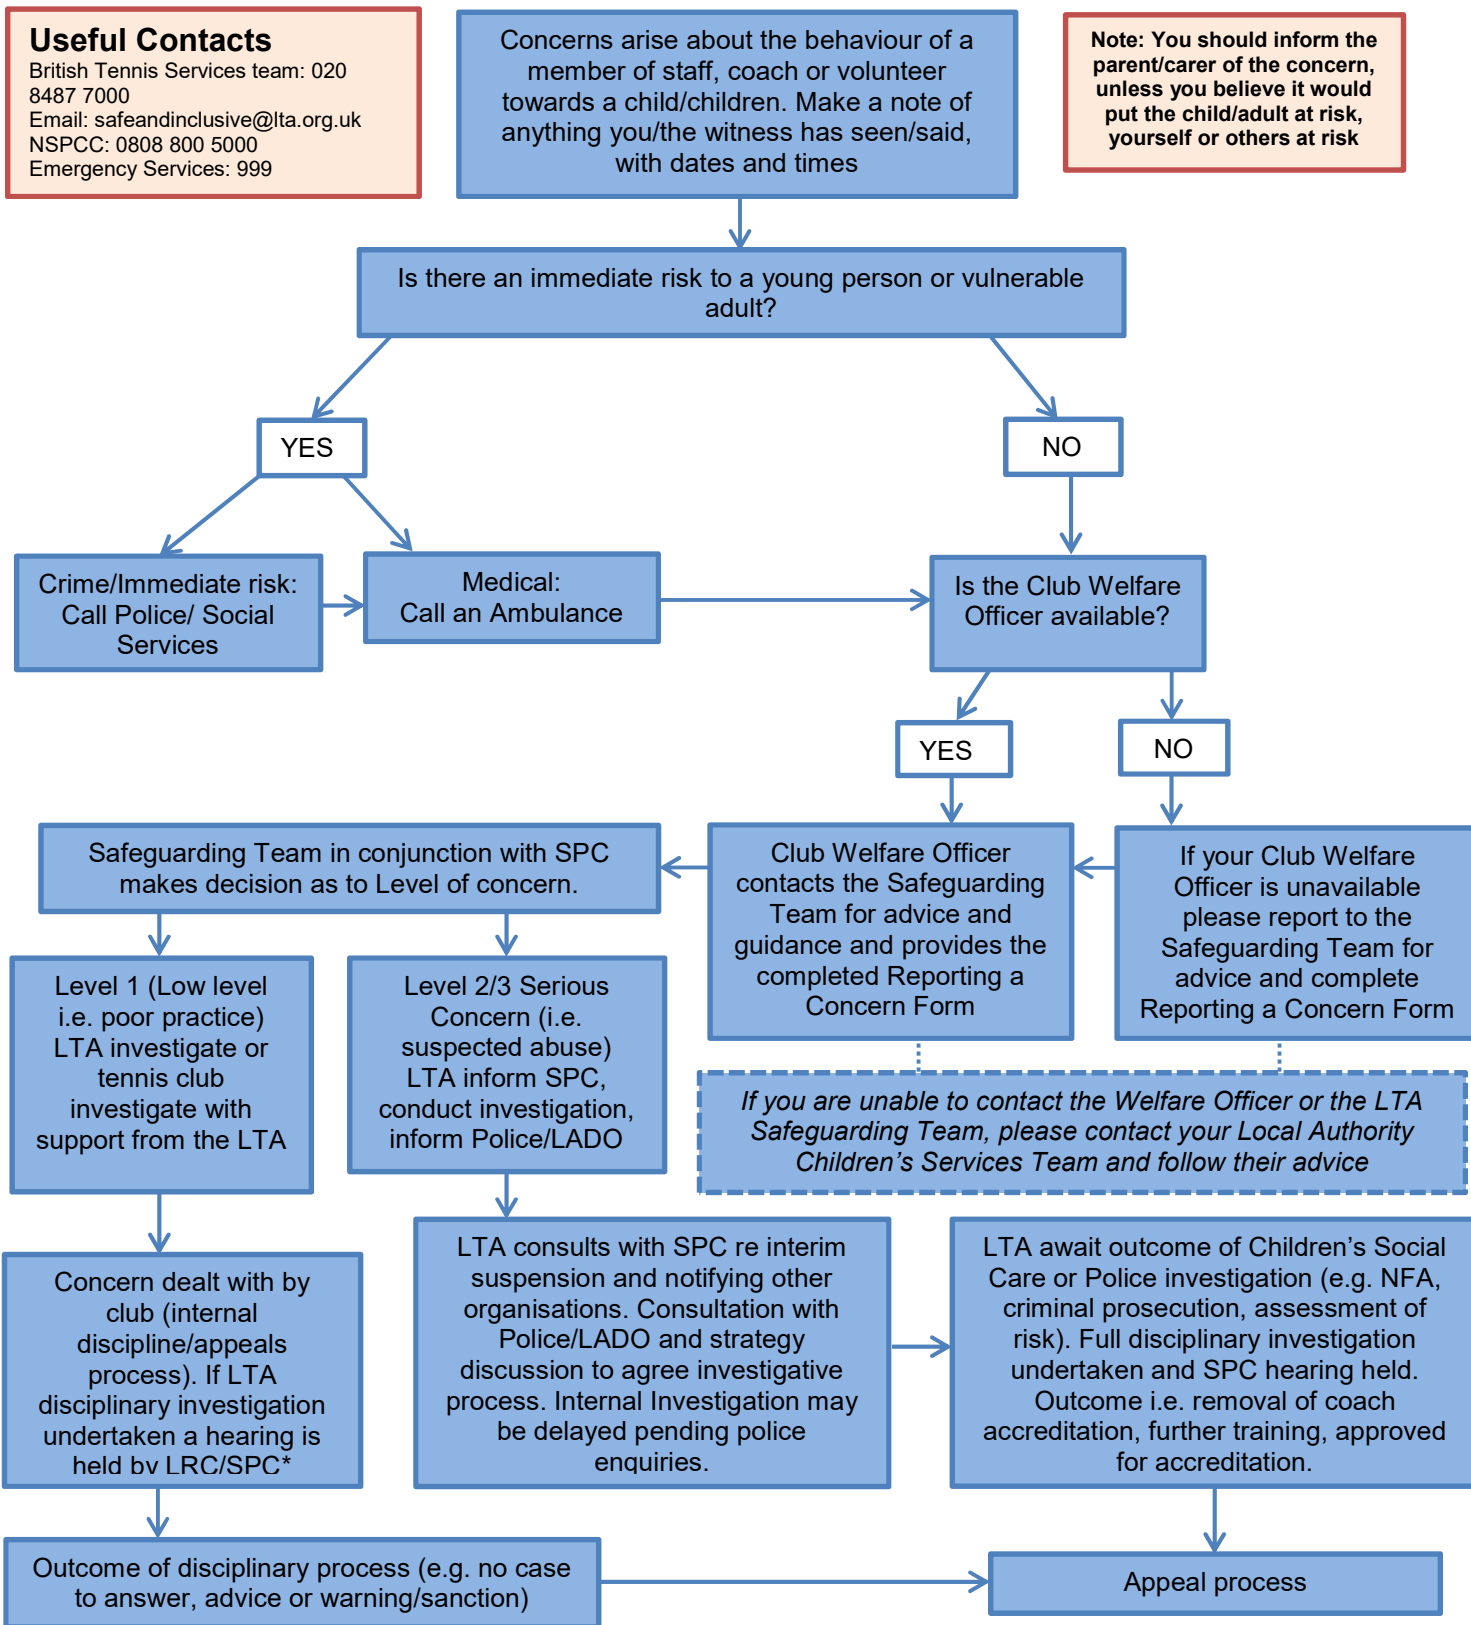 Useful Contacts
British Tennis Services team: 020
8487 7000
Email: safeandinclusive@lta.org.uk
NSPCC: 0808 800 5000
Emergency Services: 999
Concerns arise about the behaviour of a
member of staff, coach or volunteer
towards a child/children. Make a note of
anything you/the witness has seen/said,
with dates and times
Note: You should inform the
parent/carer of the concern,
unless you believe it would
put the child/adult at risk,
yourself or others at risk
Is there an immediate risk to a young person or vulnerable
adult?
YES
NO
Crime/Immediate risk:
Call Police/ Social
Services
Medical:
Call an Ambulance
Is the Club Welfare
Officer available?
YES
NO
Safeguarding Team in conjunction with SPC
makes decision as to Level of concern.
Club Welfare Officer
contacts the Safeguarding
Team for advice and
guidance and provides the
completed Reporting a
Concern Form
If your Club Welfare
Officer is unavailable
please report to the
Safeguarding Team for
advice and complete
Reporting a Concern Form
Level 1 (Low level
i.e. poor practice)
LTA investigate or
tennis club
investigate with
support from the LTA
Level 2/3 Serious
Concern (i.e.
suspected abuse)
LTA inform SPC,
conduct investigation,
inform Police/LADO
If you are unable to contact the Welfare Officer or the LTA
Safeguarding Team, please contact your Local Authority
Children’s Services Team and follow their advice
Concern dealt with by
club (internal
discipline/appeals
process). If LTA
disciplinary investigation
undertaken a hearing is
held by LRC/SPC*
LTA consults with SPC re interim
suspension and notifying other
organisations. Consultation with
Police/LADO and strategy
discussion to agree investigative
process. Internal Investigation may
be delayed pending police
enquiries.
LTA await outcome of Children’s Social
Care or Police investigation (e.g. NFA,
criminal prosecution, assessment of
risk). Full disciplinary investigation
undertaken and SPC hearing held.
Outcome i.e. removal of coach
accreditation, further training, approved
for accreditation.
Outcome of disciplinary process (e.g. no case
to answer, advice or warning/sanction)
Appeal process